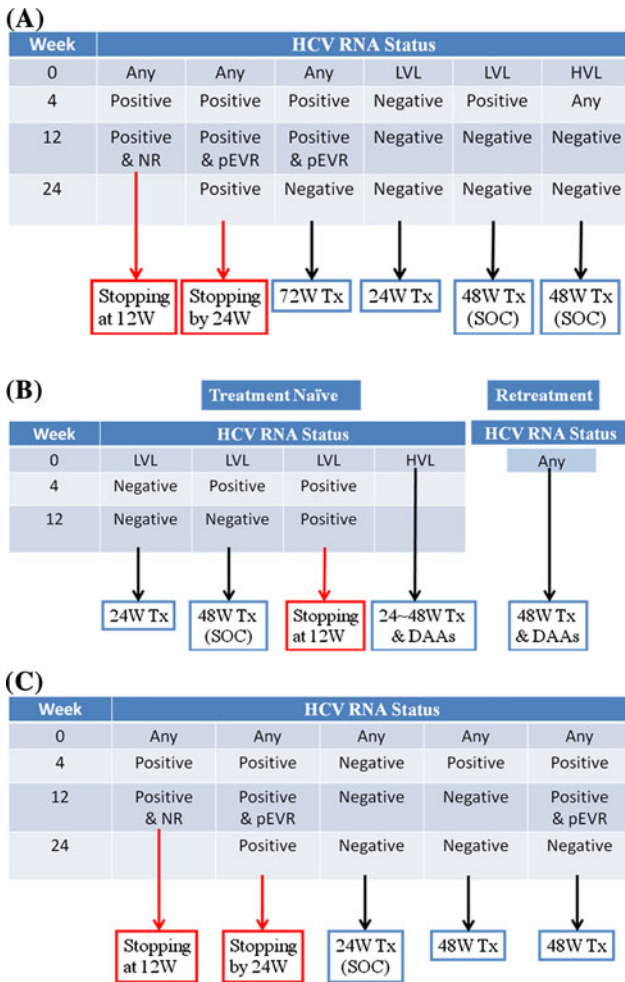 (A)
Week HCV RNA Status
0 Any Any Any LVL LVL HVL
4 Positive Positive Positive Negative Positive Any
12 Positive & NR Positive & pEVR Positive & pEVR Negative Negative Negative
24 Positive Negative Negative Negative Negative
Stopping at 12W Stopping by 24W 72W Tx 24W Tx 48W Tx (SOC) 48W Tx (SOC)
(B)
Treatment Naïve Retreatment
Week HCV RNA Status HCV RNA Status
0 LVL LVL LVL HVL Any
4 Negative Positive Positive
12 Negative Negative Positive
24W Tx 48W Tx (SOC) Stopping at 12W 24~48W Tx & DAAs 48W Tx & DAAs
(C)
Week HCV RNA Status
0 Any Any Any Any Any
4 Positive Positive Negative Positive Positive
12 Positive & NR Positive & pEVR Negative Negative Positive & pEVR
24 Positive Negative Negative Negative
Stopping at 12W Stopping by 24W 24W Tx (SOC) 48W Tx 48W Tx